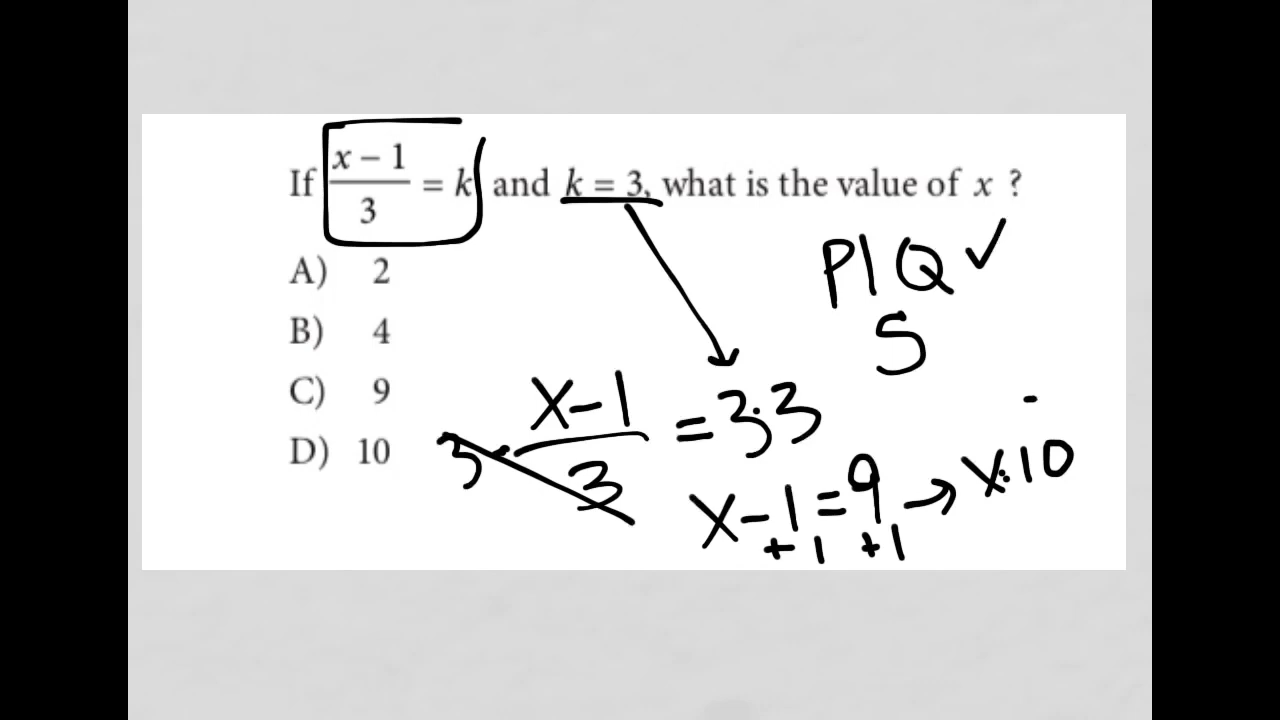 If x − 1 / 3 = k and k = 3, what is the value of x ?
A) 2
B) 4
C) 9
D) 10
PIQ ✓
S
3 · x − 1 / 3 = 3·3
x − 1 = 9 → x = 10
+ 1 + 1